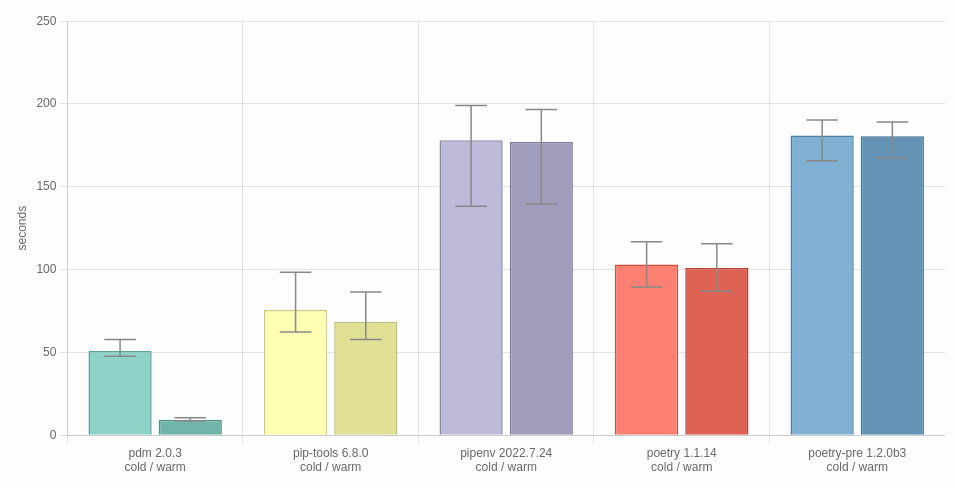 250
200
150
100
50
0
seconds
pdm 2.0.3
cold / warm
pip-tools 6.8.0
cold / warm
pipenv 2022.7.24
cold / warm
poetry 1.1.14
cold / warm
poetry-pre 1.2.0b3
cold / warm